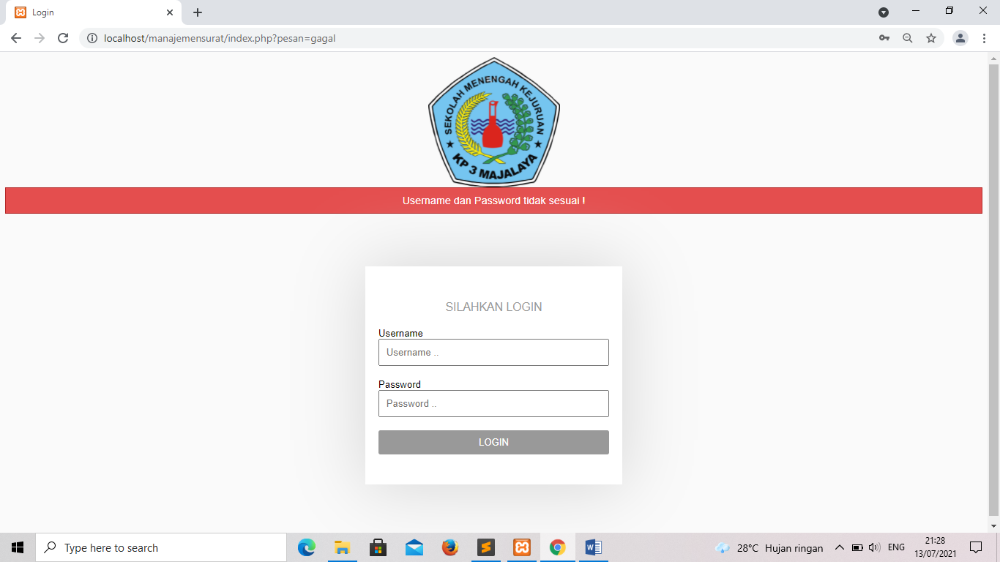 Login
localhost/manajemensurat/index.php?pesan=gagal
SEKOLAH MENENGAH KEJURUAN
KP 3 MAJALAYA
Username dan Password tidak sesuai !
SILAHKAN LOGIN
Username
Username ..
Password
Password ..
LOGIN
Type here to search
28°C Hujan ringan
ENG
21:28
13/07/2021